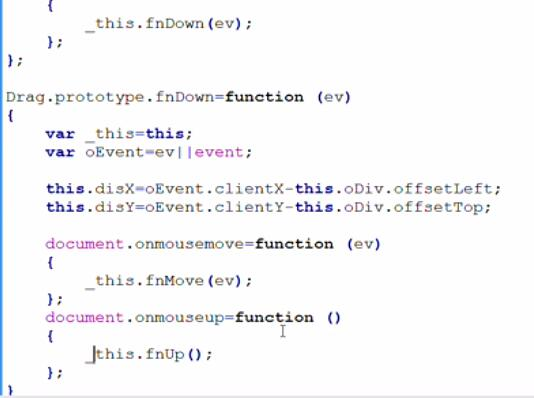 {
_this.fnDown(ev);
};
};
Drag.prototype.fnDown=function (ev)
{
var _this=this;
var oEvent=ev||event;
this.disX=oEvent.clientX-this.oDiv.offsetLeft;
this.disY=oEvent.clientY-this.oDiv.offsetTop;
document.onmousemove=function (ev)
{
_this.fnMove(ev);
};
document.onmouseup=function ()
{
_this.fnUp();
};
}